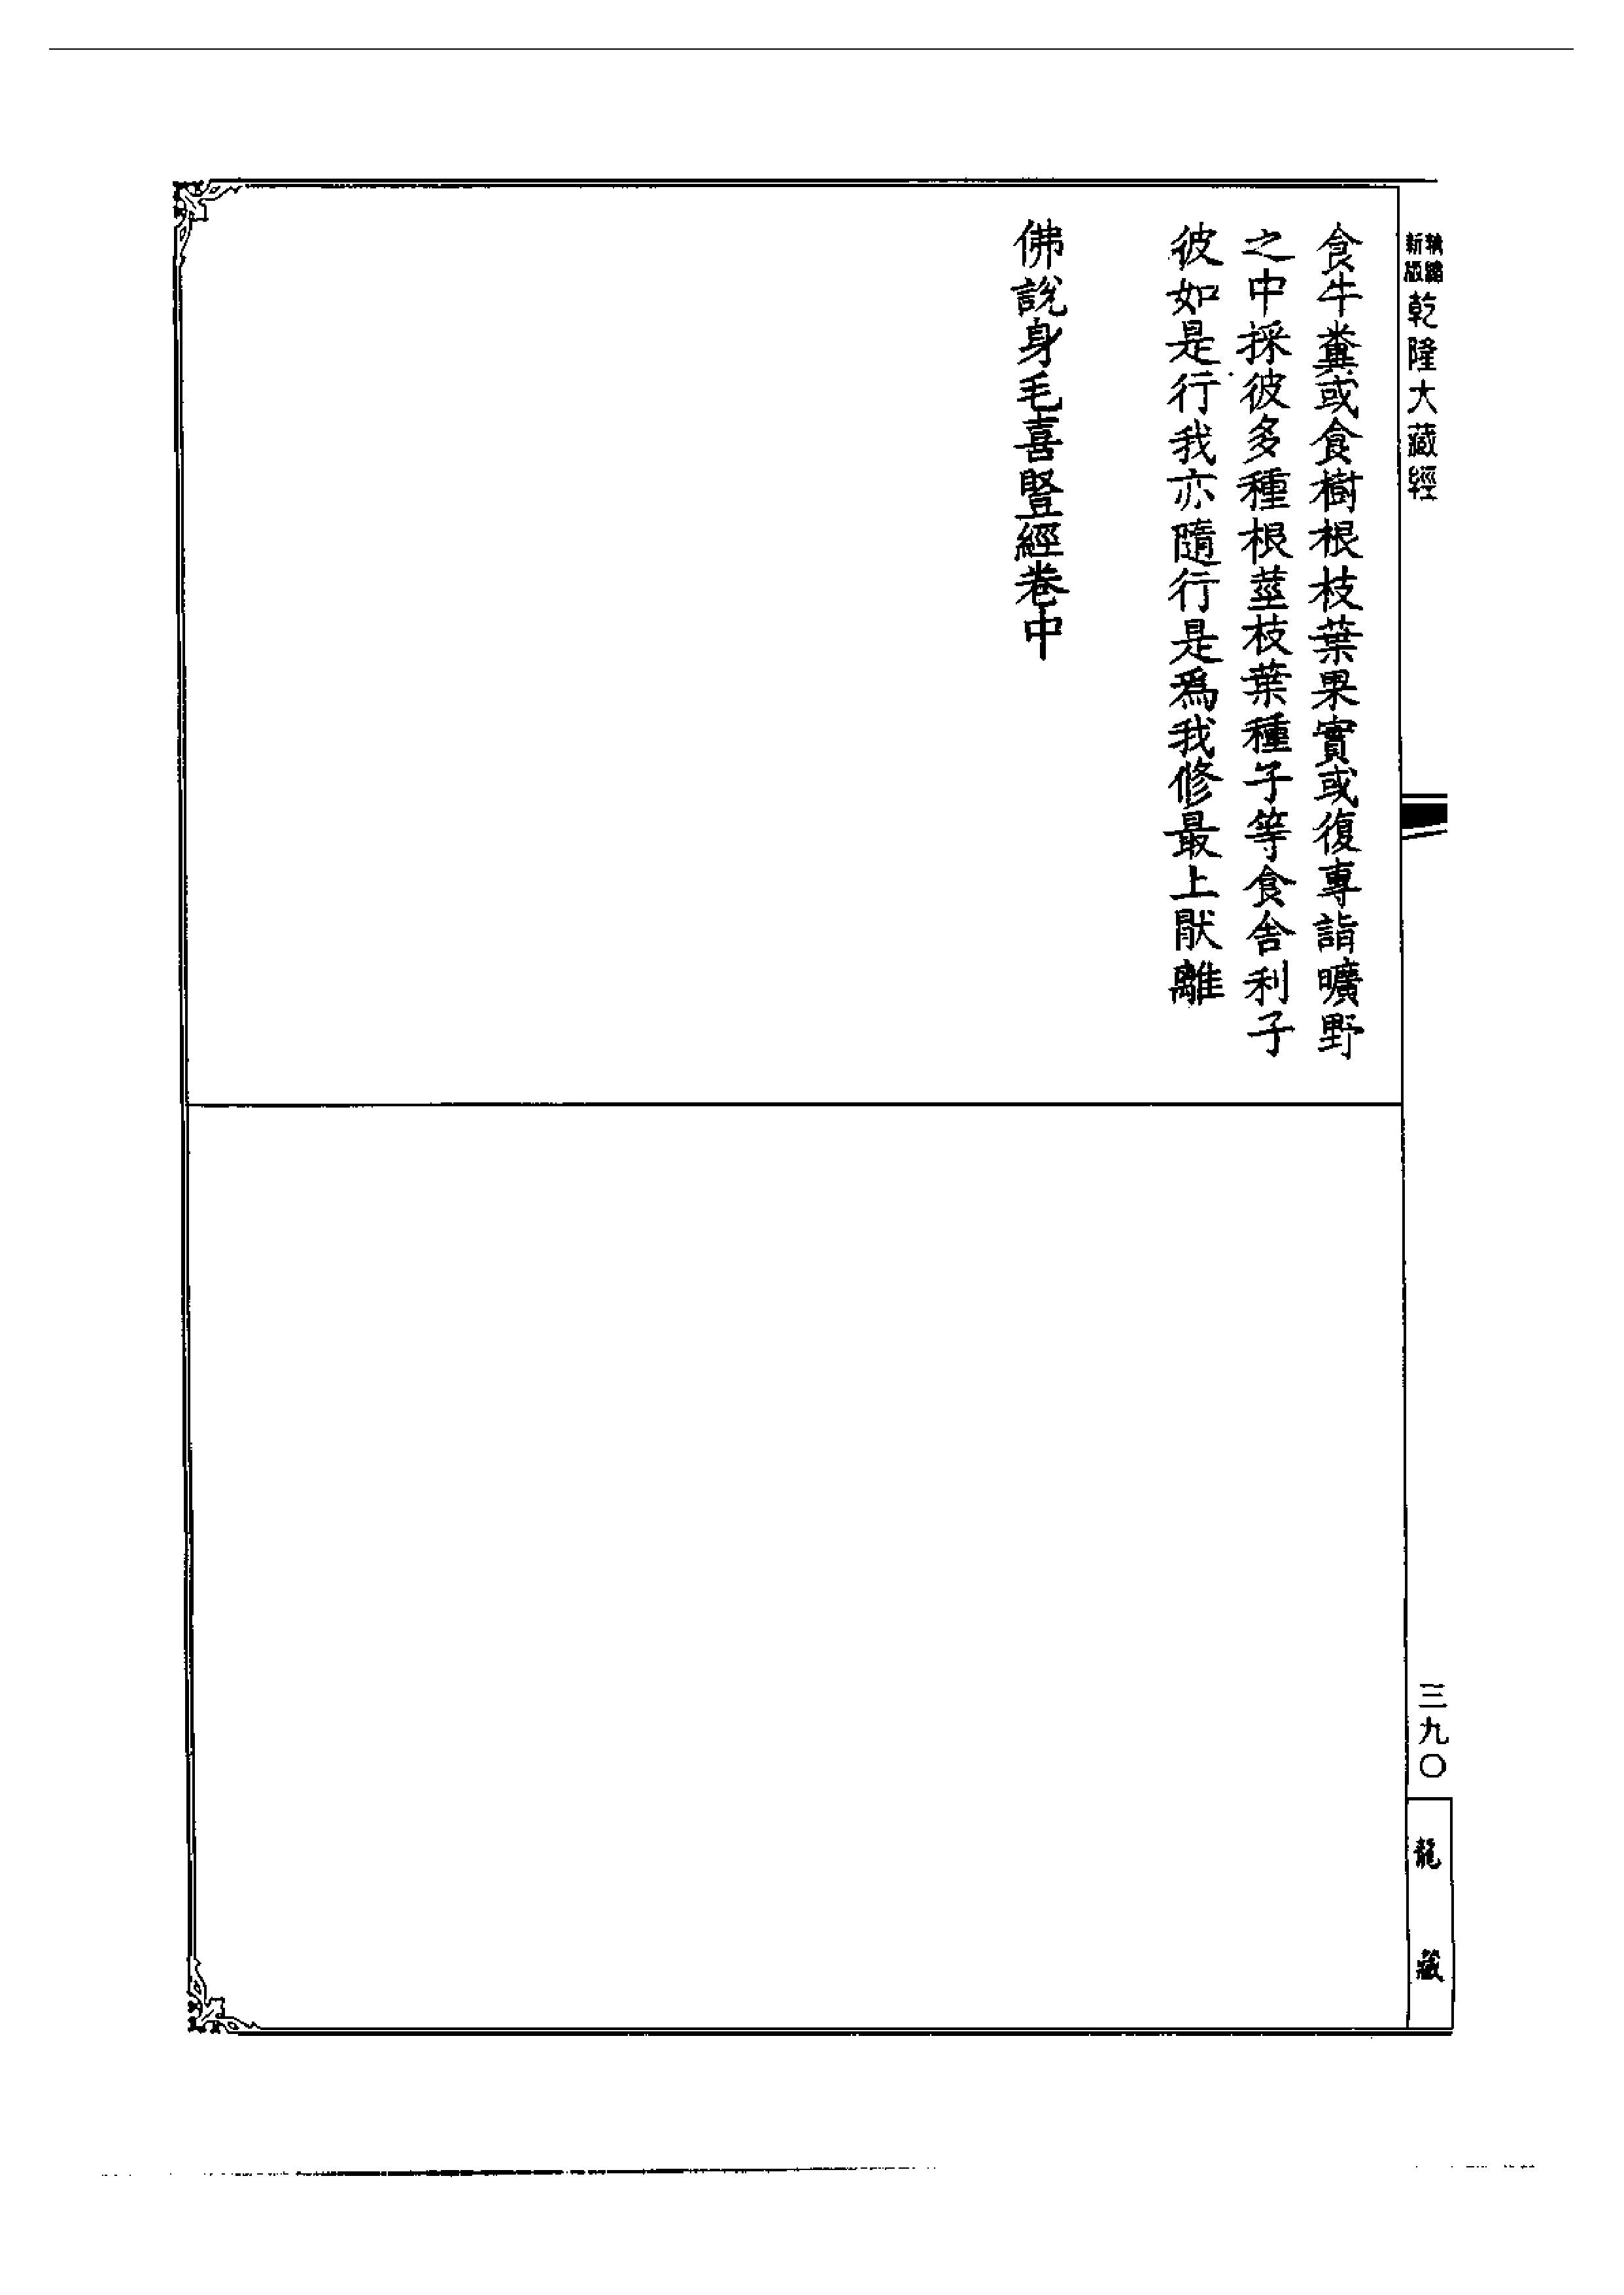 新編縮版
乾隆大藏經
食牛糞或食樹根枝葉果實或復專詣曠野
之中採彼多種根莖枝葉種子等食舍利子
彼如是行我亦隨行是爲我修最上猒離
佛說身毛喜豎經卷中
三九〇
龍藏